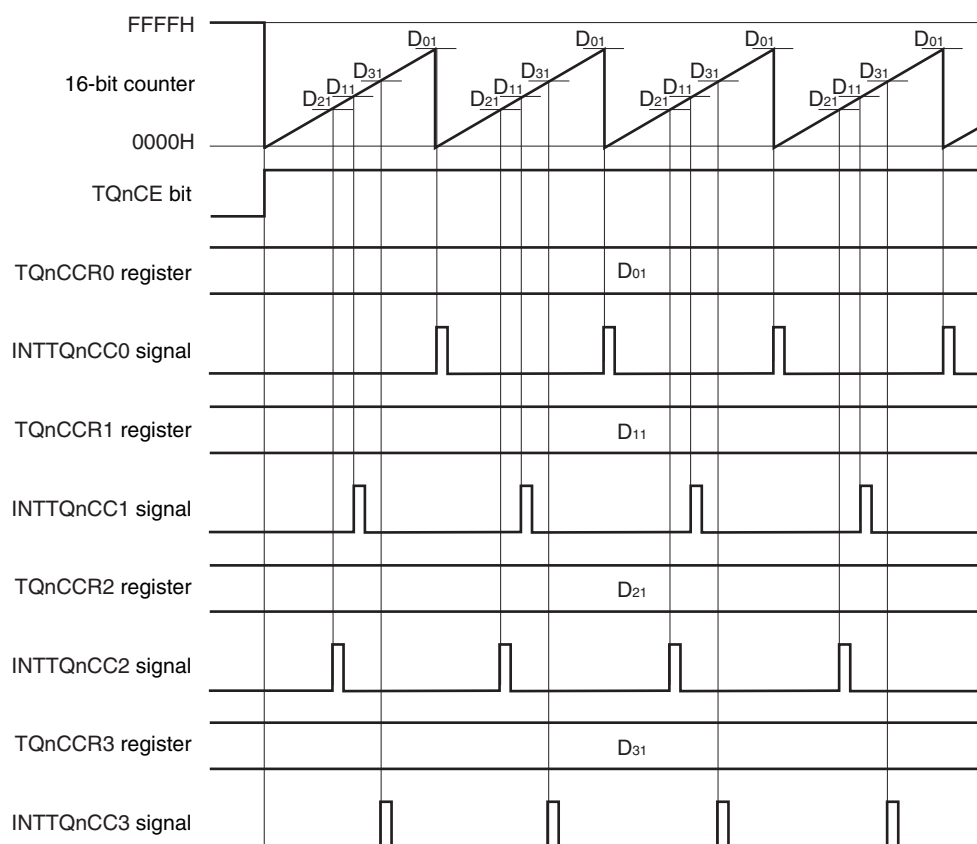 FFFFH
D01 D01 D01 D01
16-bit counter
D31 D31 D31 D31
D11 D11 D11 D11
D21 D21 D21 D21
0000H
TQnCE bit
TQnCCR0 register
D01
INTTQnCC0 signal
TQnCCR1 register
D11
INTTQnCC1 signal
TQnCCR2 register
D21
INTTQnCC2 signal
TQnCCR3 register
D31
INTTQnCC3 signal